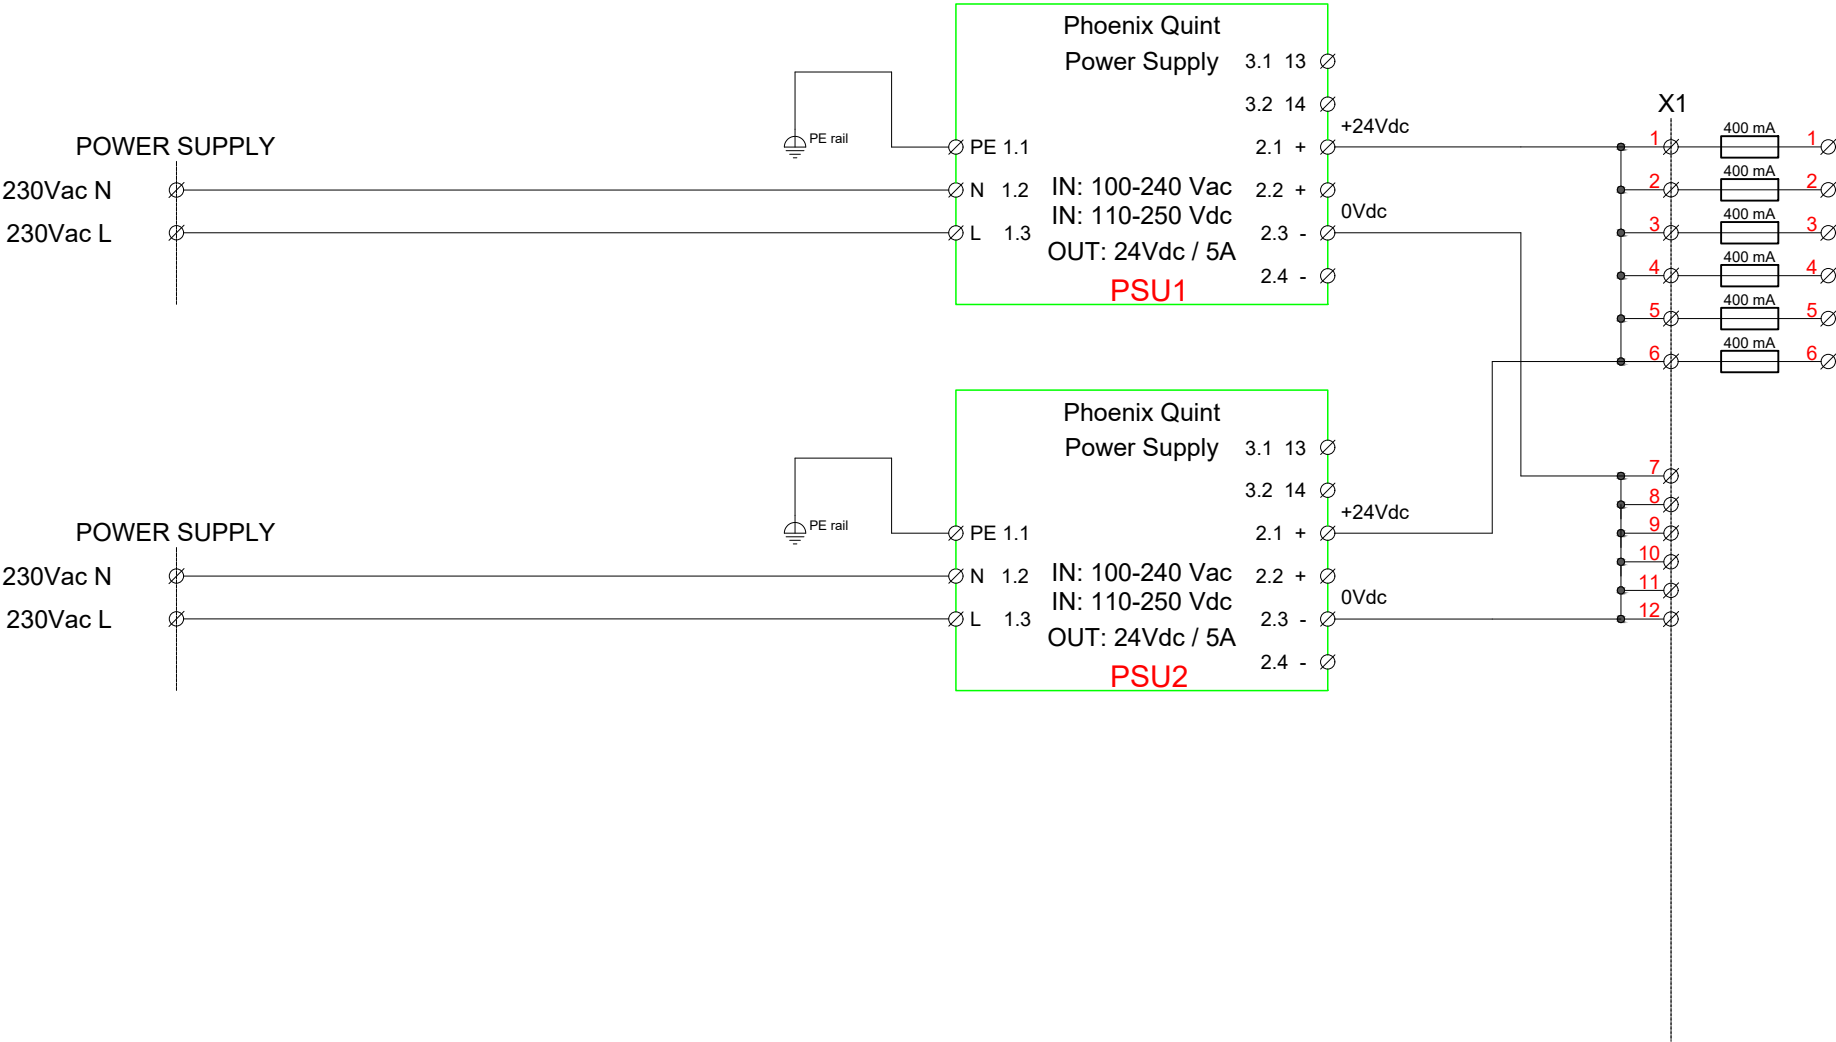 Phoenix Quint
Power Supply
3.1 13
3.2 14
+24Vdc
X1
POWER SUPPLY
PE rail
PE 1.1
2.1 +
1 400 mA 1
230Vac N
N 1.2
IN: 100-240 Vac
2.2 +
2 400 mA 2
IN: 110-250 Vdc
0Vdc
230Vac L
L 1.3
2.3 -
3 400 mA 3
OUT: 24Vdc / 5A
2.4 -
4 400 mA 4
PSU1
5 400 mA 5
6 400 mA 6
Phoenix Quint
Power Supply
3.1 13
7
3.2 14
8
+24Vdc
POWER SUPPLY
PE rail
PE 1.1
2.1 +
9
10
230Vac N
N 1.2
IN: 100-240 Vac
2.2 +
11
IN: 110-250 Vdc
0Vdc
12
230Vac L
L 1.3
2.3 -
OUT: 24Vdc / 5A
2.4 -
PSU2